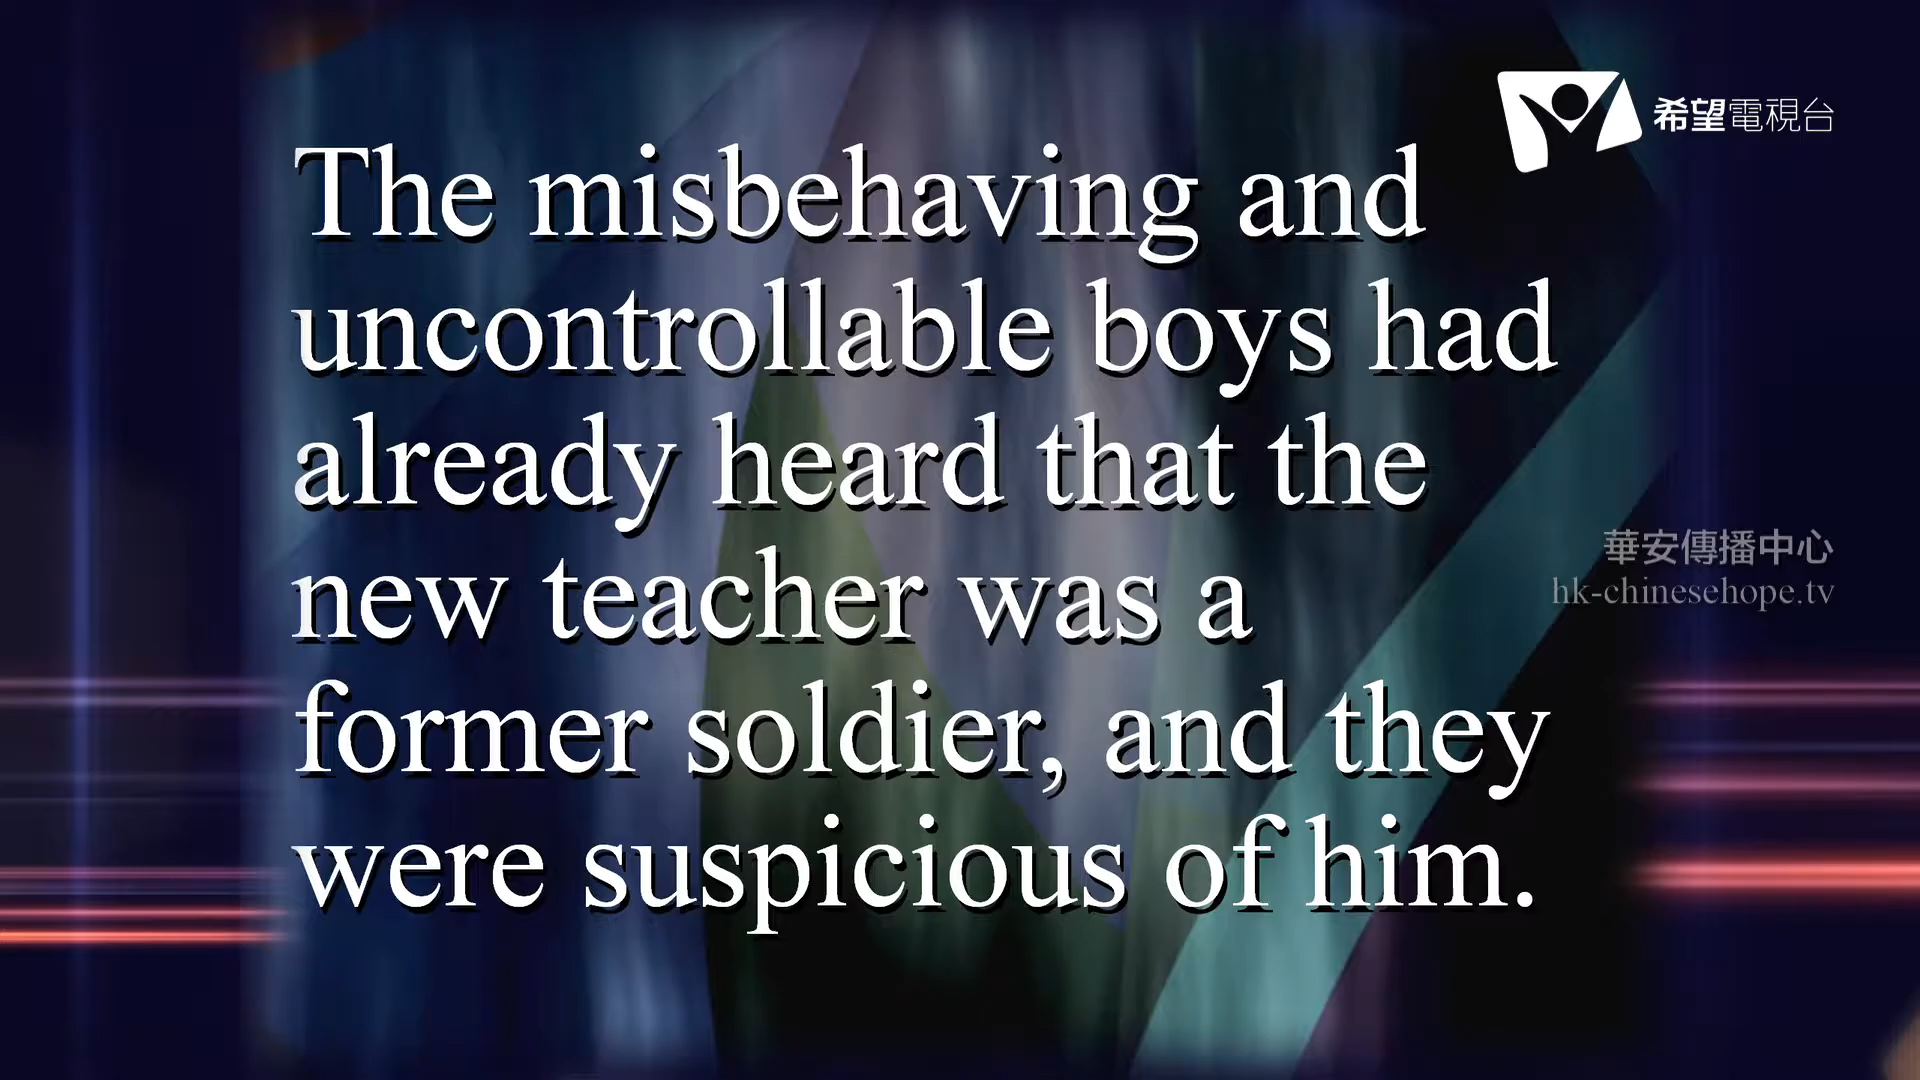 希望電視台
The misbehaving and
uncontrollable boys had
already heard that the
new teacher was a
former soldier, and they
were suspicious of him.
華安傳播中心
hk-chinesehope.tv